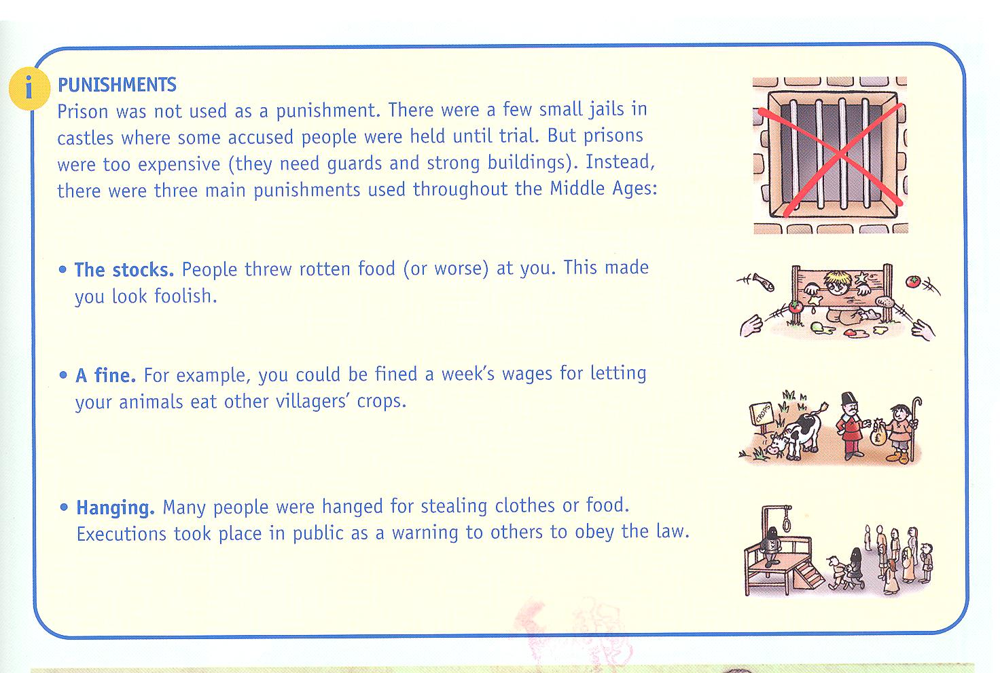 i
PUNISHMENTS
Prison was not used as a punishment. There were a few small jails in
castles where some accused people were held until trial. But prisons
were too expensive (they need guards and strong buildings). Instead,
there were three main punishments used throughout the Middle Ages:
• The stocks. People threw rotten food (or worse) at you. This made
you look foolish.
• A fine. For example, you could be fined a week's wages for letting
your animals eat other villagers' crops.
CROPS
£
• Hanging. Many people were hanged for stealing clothes or food.
Executions took place in public as a warning to others to obey the law.